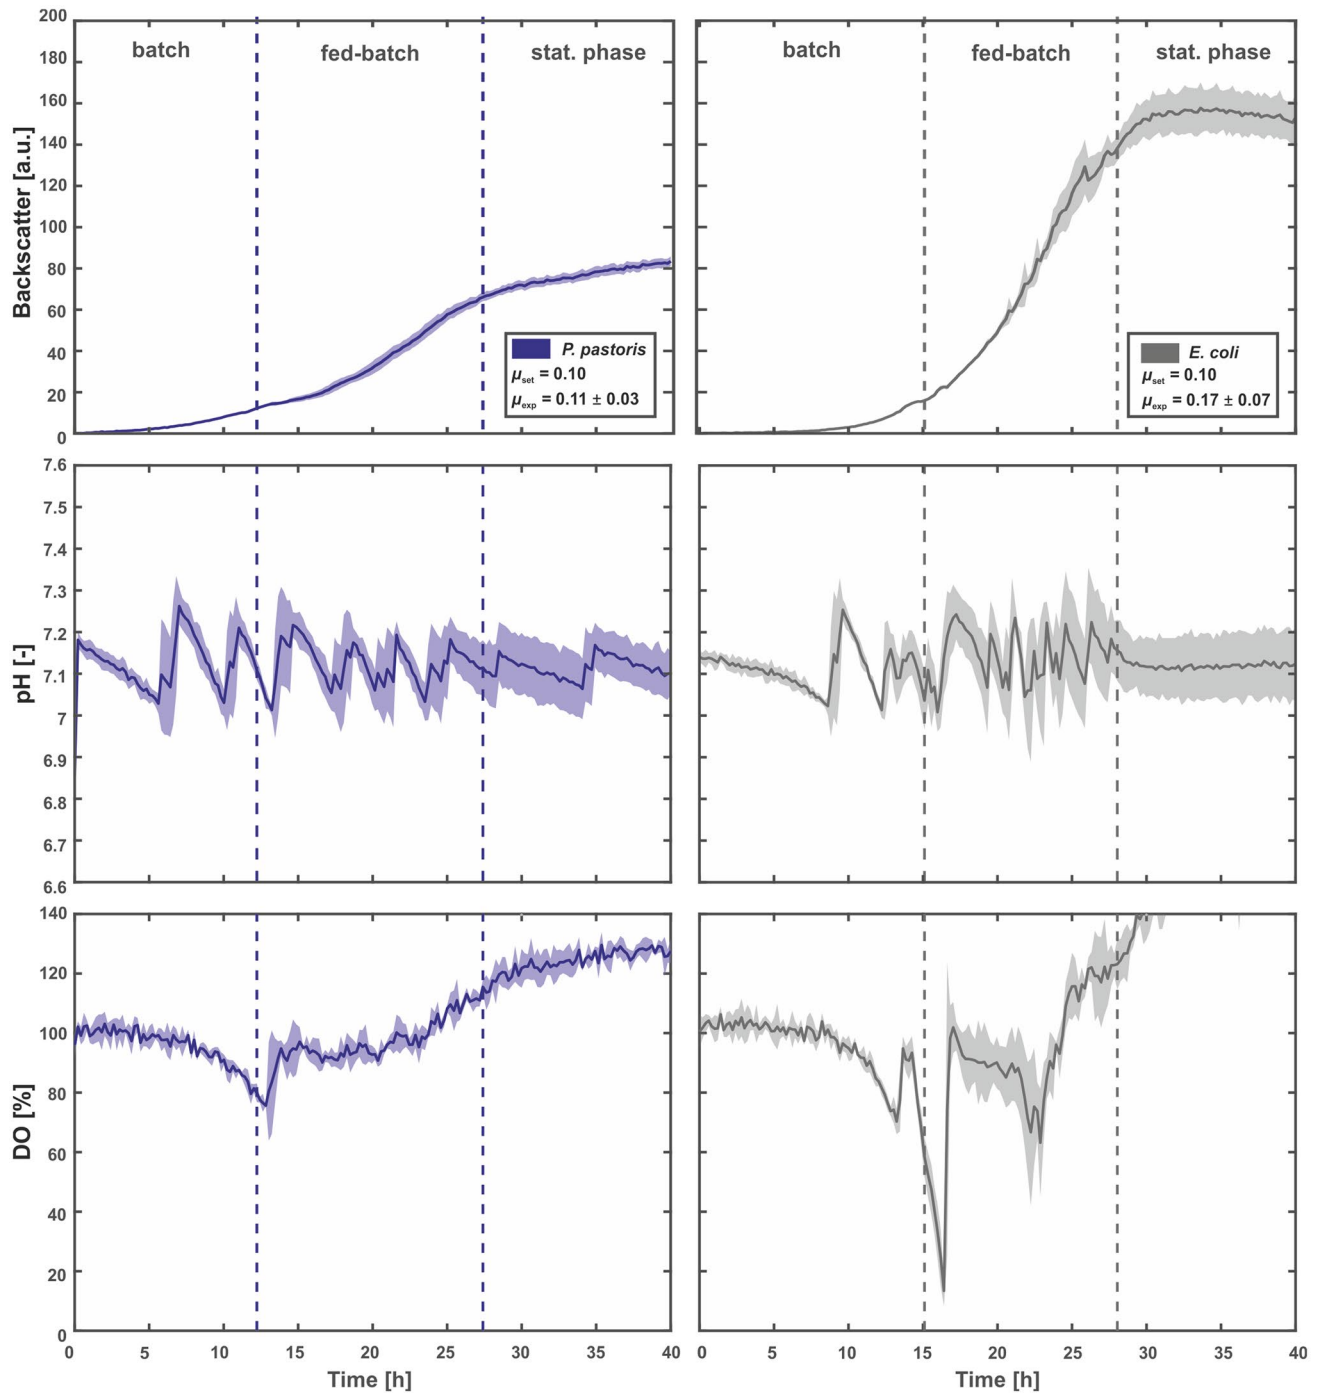 batch fed-batch stat. phase
batch fed-batch stat. phase
Backscatter [a.u.]
200
180
160
140
120
100
80
60
40
20
0
P. pastoris
μset = 0.10
μexp = 0.11 ± 0.03
E. coli
μset = 0.10
μexp = 0.17 ± 0.07
pH [-]
7.6
7.5
7.4
7.3
7.2
7.1
7
6.9
6.8
6.7
6.6
DO [%]
140
120
100
80
60
40
20
0
0 5 10 15 20 25 30 35 40
Time [h]
0 5 10 15 20 25 30 35 40
Time [h]